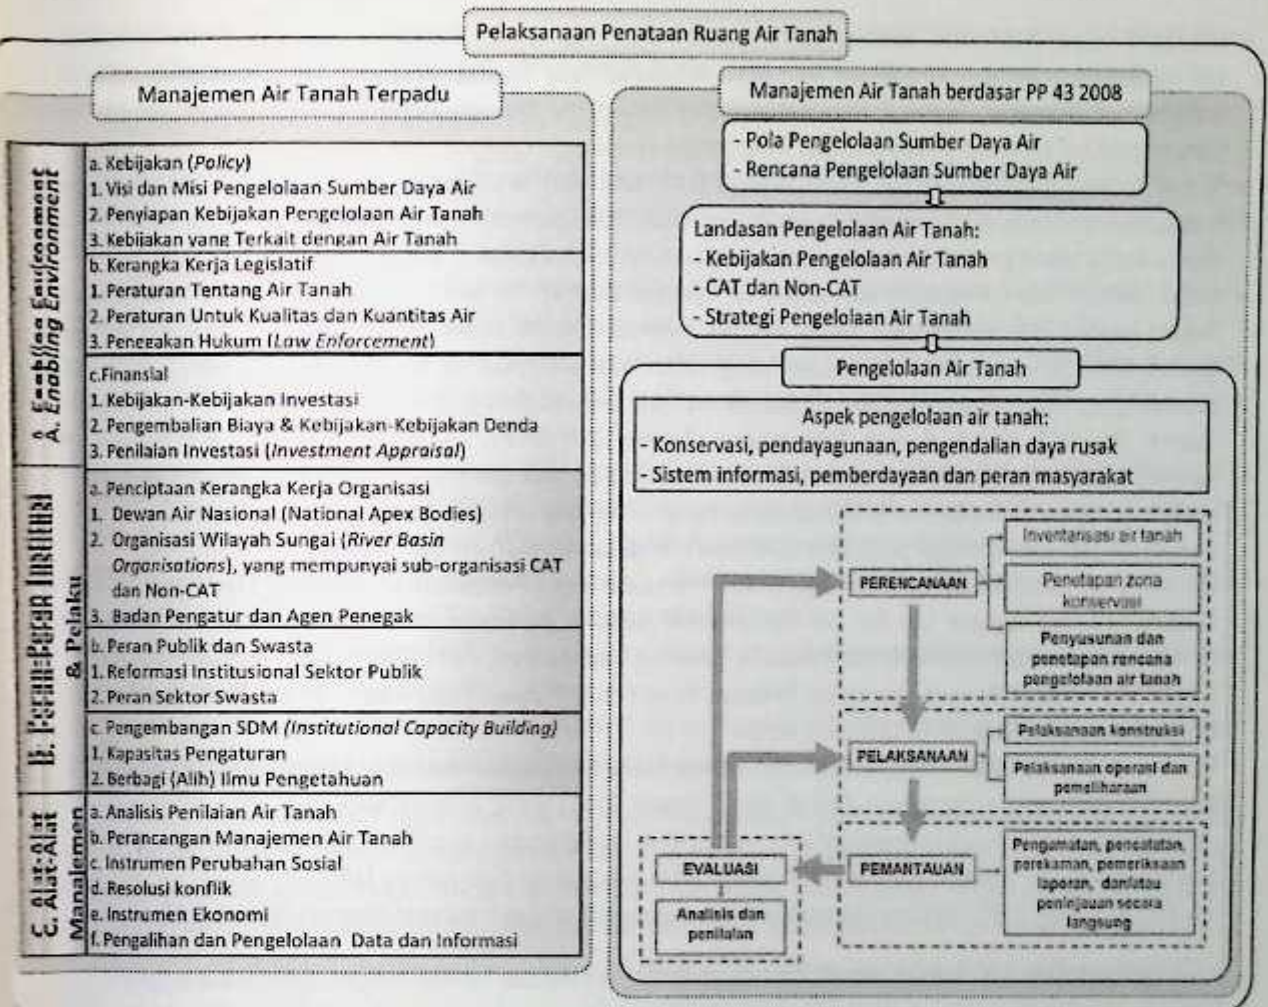 Pelaksanaan Penataan Ruang Air Tanah
Manajemen Air Tanah Terpadu
A. Enabling Environment
a. Kebijakan (Policy)
1. Visi dan Misi Pengelolaan Sumber Daya Air
2. Penyiapan Kebijakan Pengelolaan Air Tanah
3. Kebijakan yang Terkait dengan Air Tanah
b. Kerangka Kerja Legislatif
1. Peraturan Tentang Air Tanah
2. Peraturan Untuk Kualitas dan Kuantitas Air
3. Penegakan Hukum (Law Enforcement)
c.Finansial
1. Kebijakan-Kebijakan Investasi
2. Pengembalian Biaya & Kebijakan-Kebijakan Denda
3. Penilaian Investasi (Investment Appraisal)
B. Peran-Peran Institusi
& Pelaku
a. Penciptaan Kerangka Kerja Organisasi
1. Dewan Air Nasional (National Apex Bodies)
2. Organisasi Wilayah Sungai (River Basin
Organisations), yang mempunyai sub-organisasi CAT
dan Non-CAT
3. Badan Pengatur dan Agen Penegak
b. Peran Publik dan Swasta
1. Reformasi Institusional Sektor Publik
2. Peran Sektor Swasta
c. Pengembangan SDM (Institutional Capacity Building)
1. Kapasitas Pengaturan
2. Berbagi (Alih) Ilmu Pengetahuan
C. Alat-Alat
Manajemen
a. Analisis Penilaian Air Tanah
b. Perancangan Manajemen Air Tanah
c. Instrumen Perubahan Sosial
d. Resolusi konflik
e. Instrumen Ekonomi
f. Pengalihan dan Pengelolaan Data dan Informasi
Manajemen Air Tanah berdasar PP 43 2008
- Pola Pengelolaan Sumber Daya Air
- Rencana Pengelolaan Sumber Daya Air
Landasan Pengelolaan Air Tanah:
- Kebijakan Pengelolaan Air Tanah
- CAT dan Non-CAT
- Strategi Pengelolaan Air Tanah
Pengelolaan Air Tanah
Aspek pengelolaan air tanah:
- Konservasi, pendayagunaan, pengendalian daya rusak
- Sistem informasi, pemberdayaan dan peran masyarakat
PERENCANAAN
Inventarisasi air tanah
Penetapan zona
konservasi
Penyusunan dan
penetapan rencana
pengelolaan air tanah
PELAKSANAAN
Pelaksanaan konstruksi
Pelaksanaan operasi dan
pemeliharaan
PEMANTAUAN
Pengamatan, pencatatan,
perekaman, pemeriksaan
laporan, dan/atau
peninjauan secara
langsung
EVALUASI
Analisis dan
penilaian